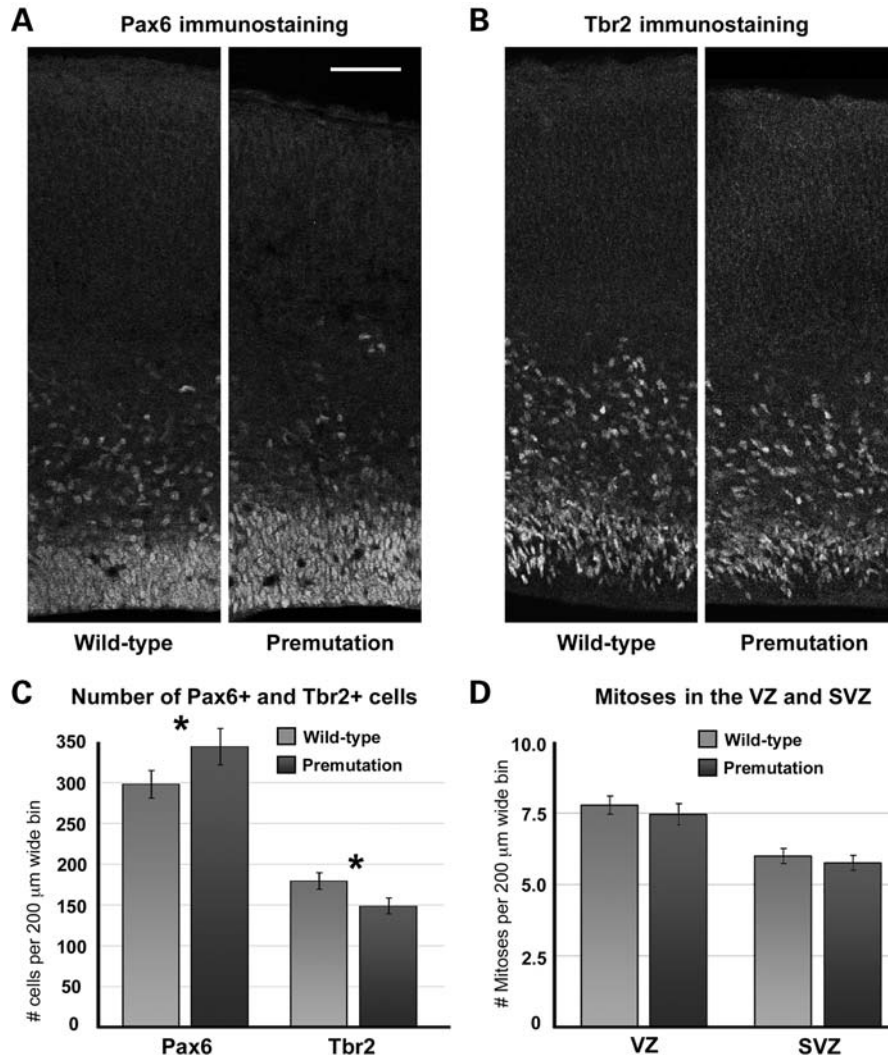 A Pax6 immunostaining
B Tbr2 immunostaining
Wild-type Premutation
Wild-type Premutation
C Number of Pax6+ and Tbr2+ cells
# cells per 200 μm wide bin
350
300
250
200
150
100
50
0
*
*
Wild-type
Premutation
Pax6 Tbr2
D Mitoses in the VZ and SVZ
# Mitoses per 200 μm wide bin
10.0
7.5
5.0
2.5
0
Wild-type
Premutation
VZ SVZ